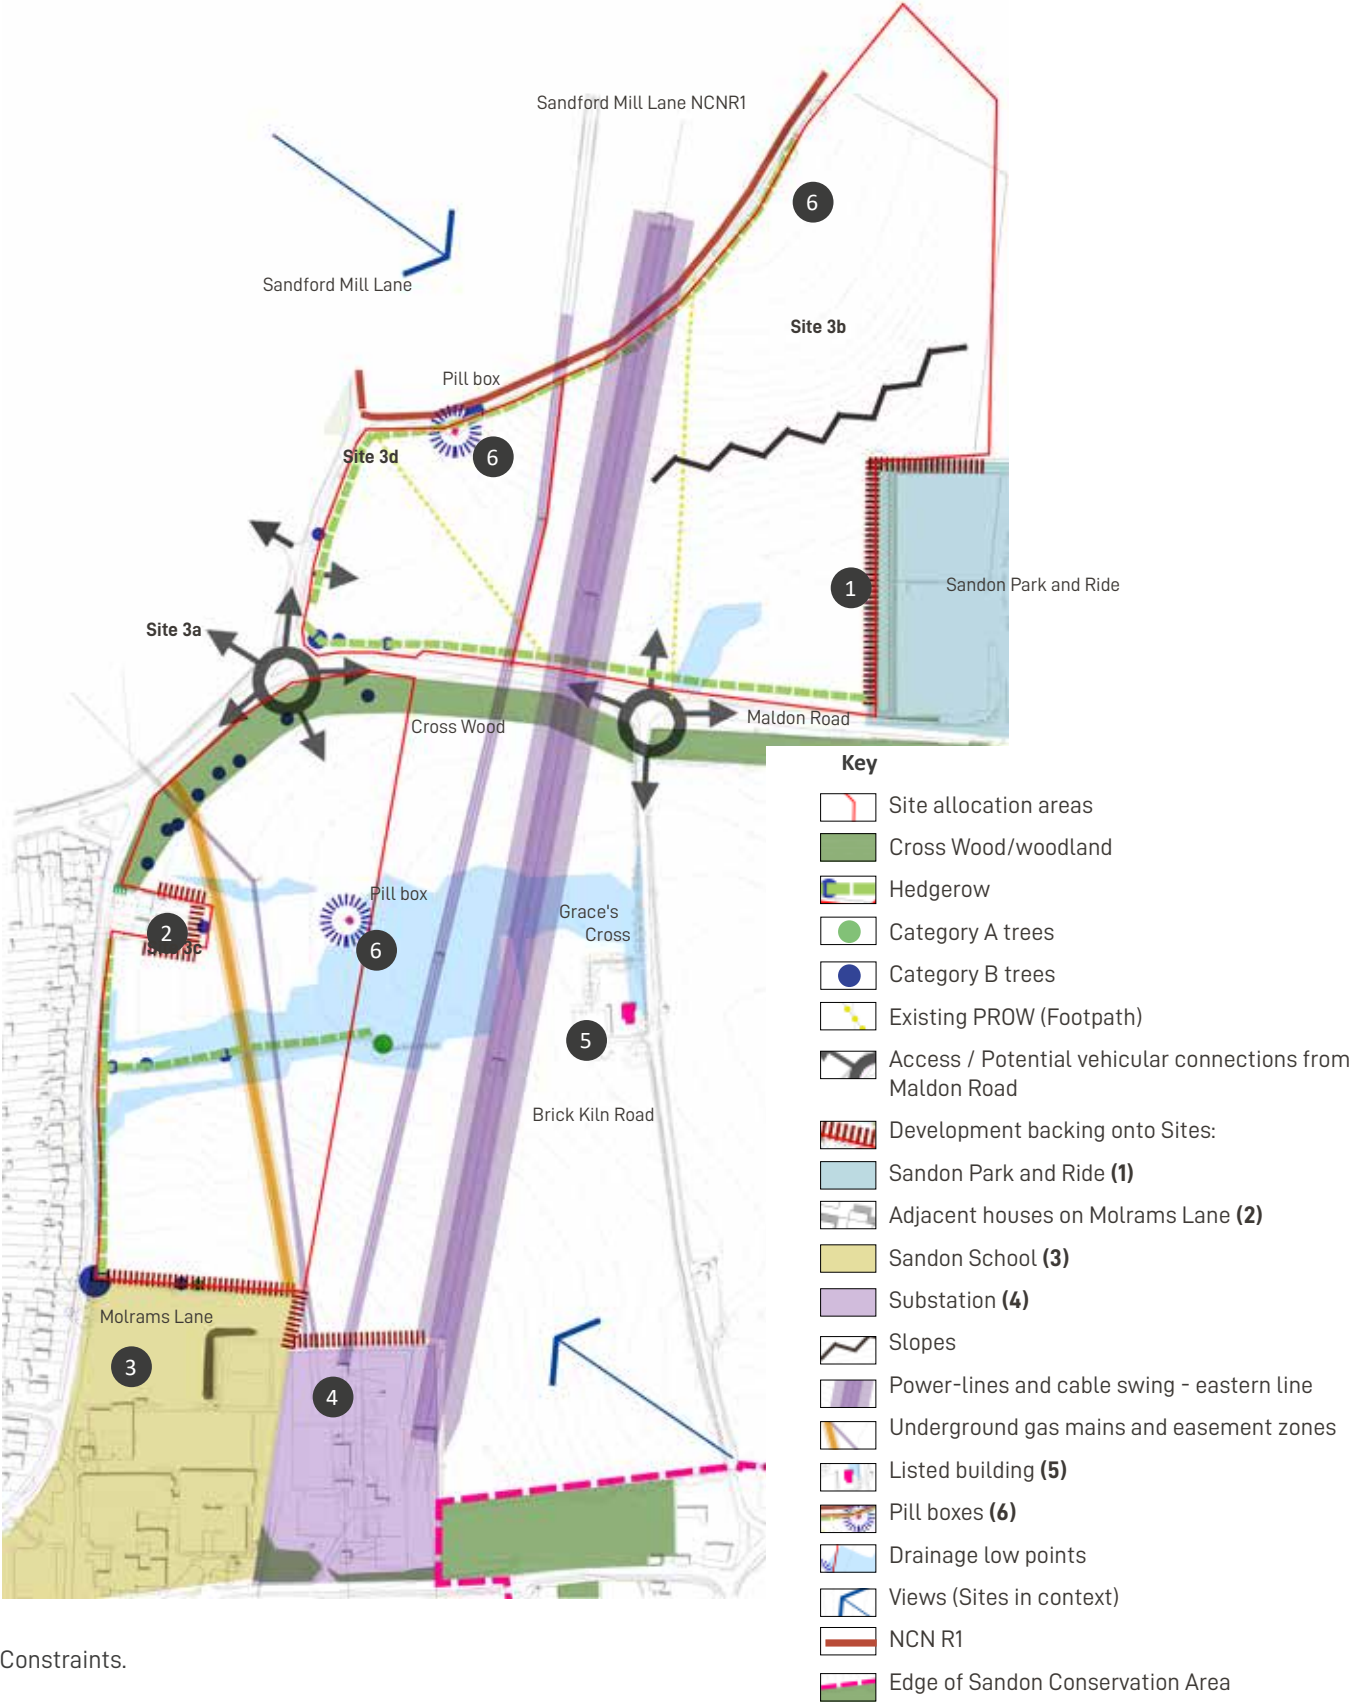 Sandford Mill Lane NCNR1
6
Sandford Mill Lane
Site 3b
Pill box
Site 3d
6
1
Sandon Park and Ride
Site 3a
Maldon Road
Cross Wood
Key
Site allocation areas
Cross Wood/woodland
Hedgerow
Category A trees
Category B trees
Existing PROW (Footpath)
Access / Potential vehicular connections from
Maldon Road
Development backing onto Sites:
Sandon Park and Ride (1)
Adjacent houses on Molrams Lane (2)
Sandon School (3)
Substation (4)
Slopes
Power-lines and cable swing - eastern line
Underground gas mains and easement zones
Listed building (5)
Pill boxes (6)
Drainage low points
Views (Sites in context)
NCN R1
Edge of Sandon Conservation Area
Pill box
Grace's
Cross
2
3c
6
5
Brick Kiln Road
Molrams Lane
3
4
Constraints.